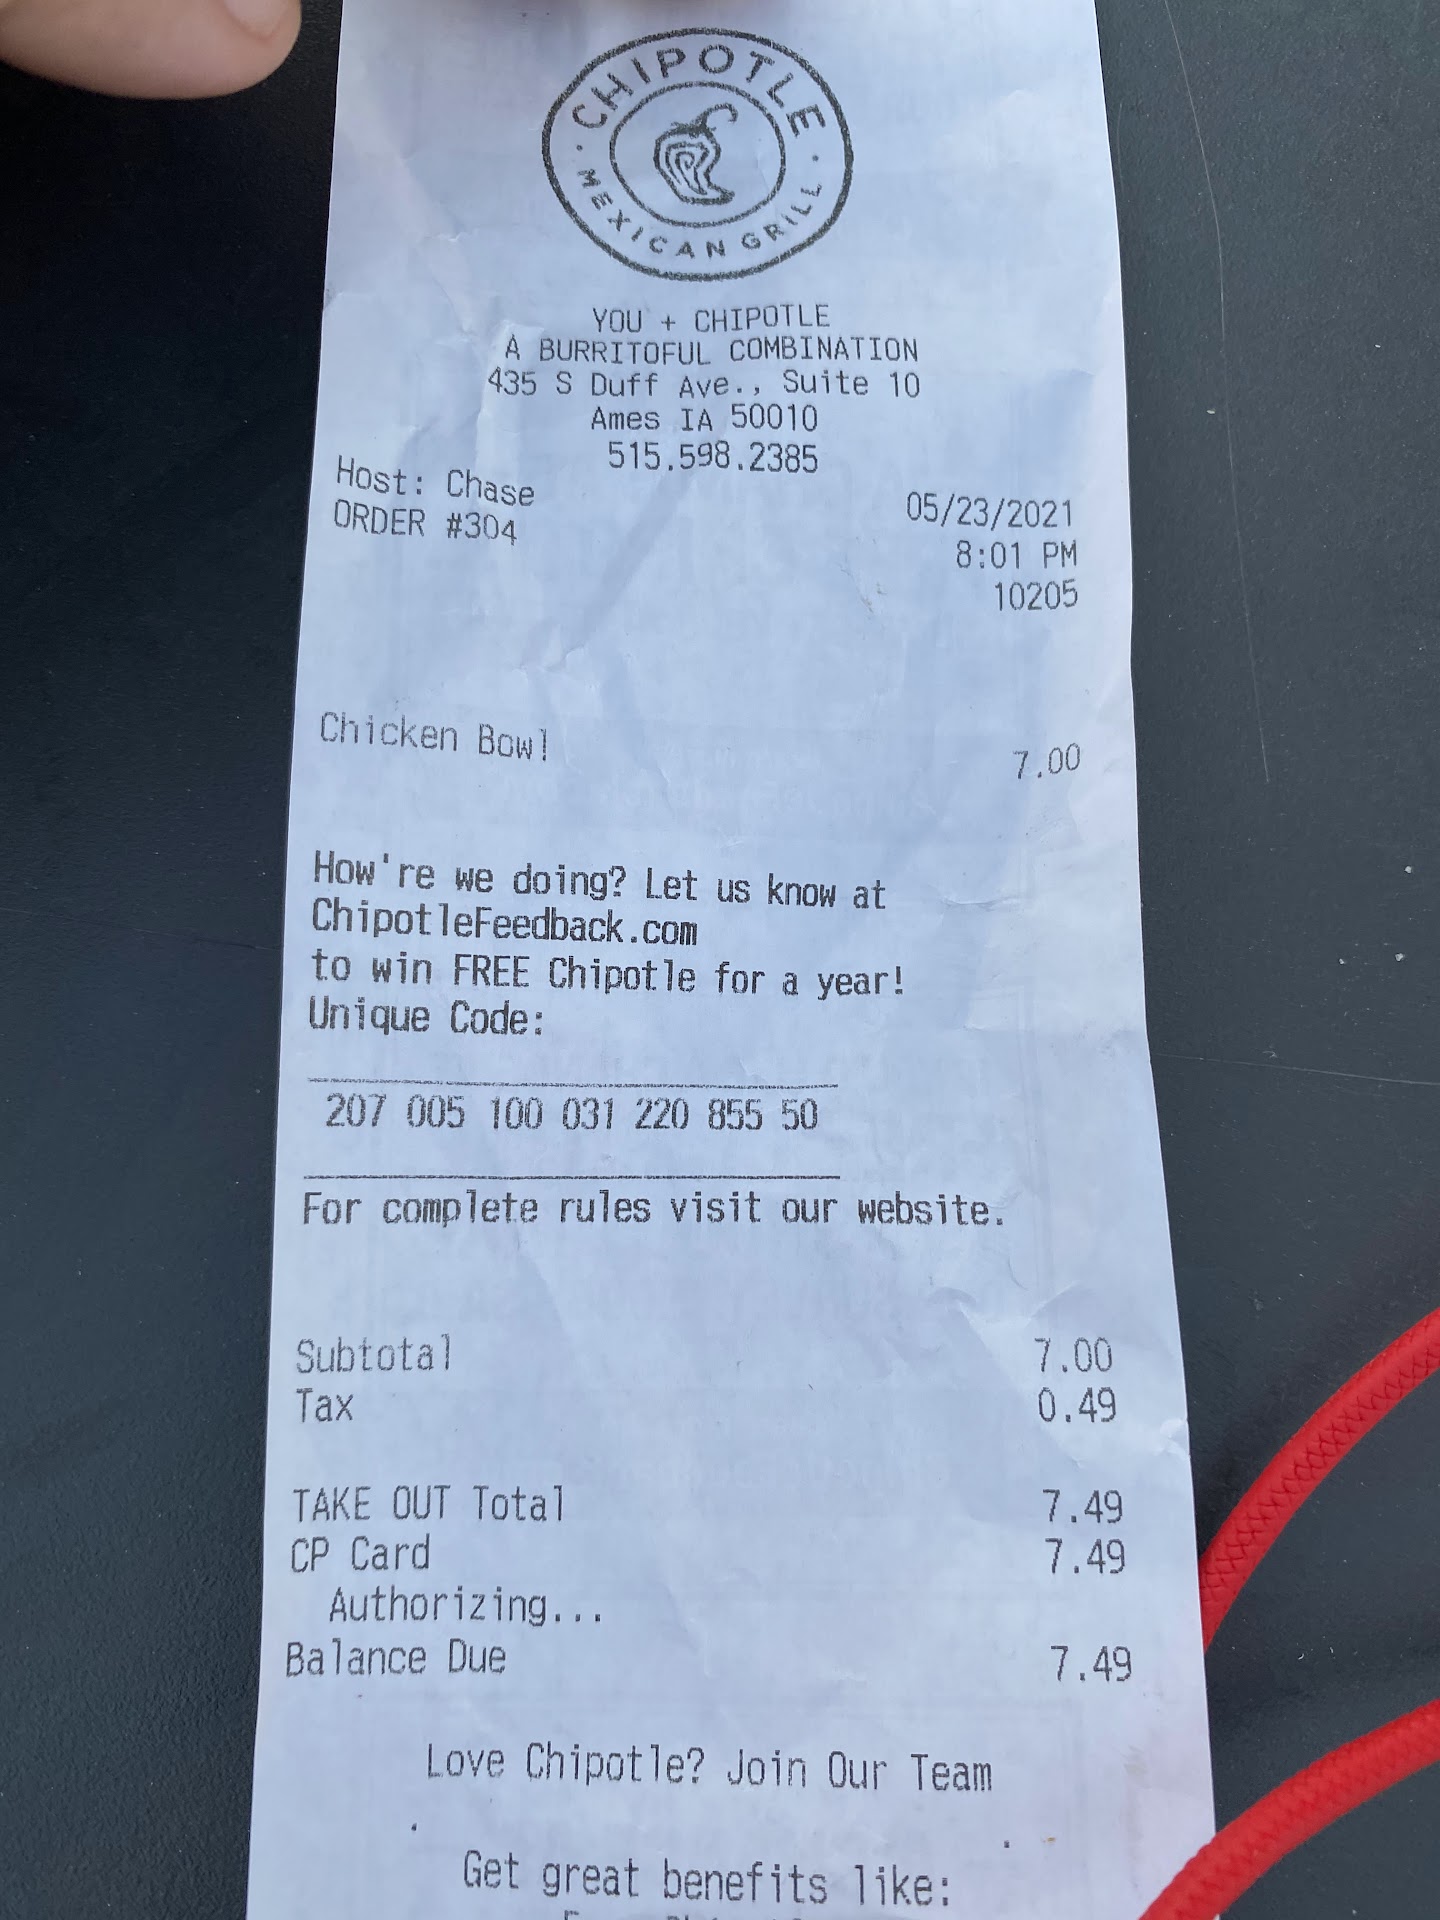 CHIPOTLE
MEXICAN GRILL
YOU + CHIPOTLE
A BURRITOFUL COMBINATION
435 S Duff Ave., Suite 10
Ames IA 50010
515.598.2385
Host: Chase
05/23/2021
ORDER #304
8:01 PM
10205
Chicken Bowl
7.00
How're we doing? Let us know at
ChipotleFeedback.com
to win FREE Chipotle for a year!
Unique Code:
207 005 100 031 220 855 50
For complete rules visit our website.
Subtotal 7.00
Tax 0.49
TAKE OUT Total 7.49
CP Card 7.49
Authorizing...
Balance Due 7.49
Love Chipotle? Join Our Team
Get great benefits like: